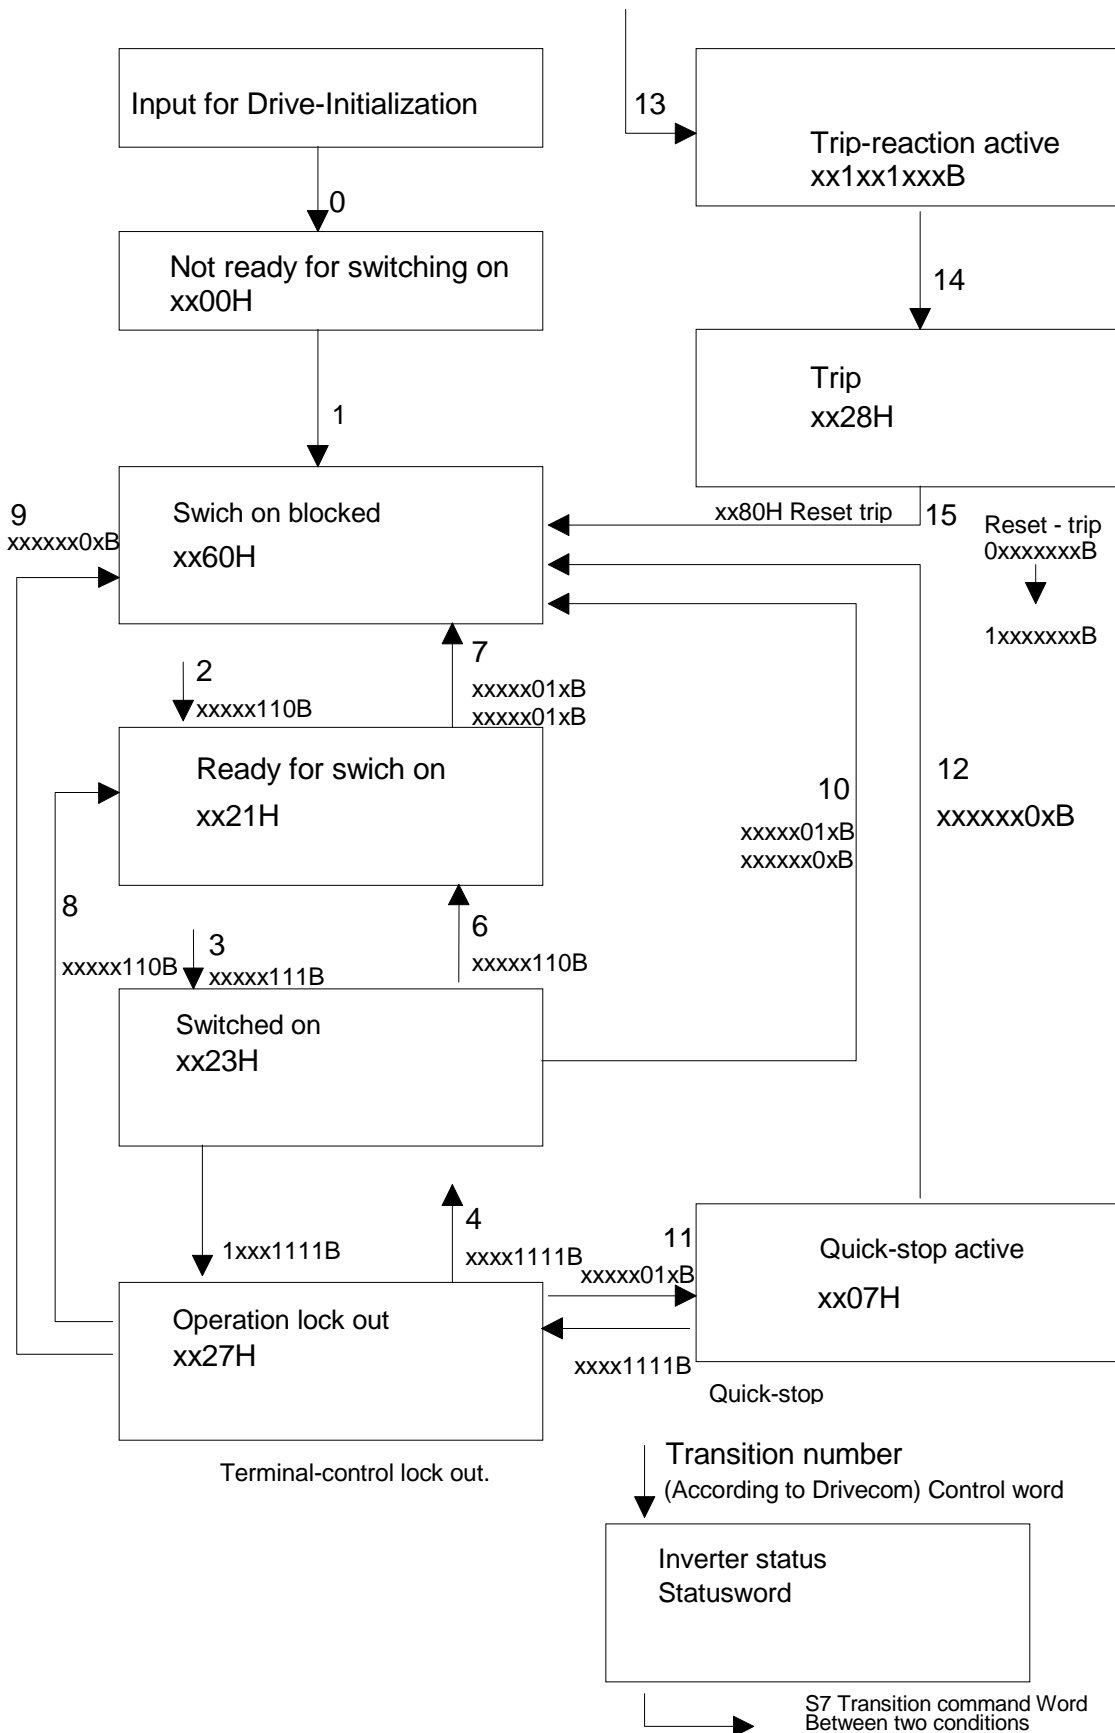 Input for Drive-Initialization
13
Trip-reaction active
xx1xx1xxxB
0
Not ready for switching on
xx00H
14
Trip
xx28H
1
9
xxxxxx0xB
Swich on blocked
xx60H
xx80H Reset trip
15
Reset - trip
0xxxxxxxB
1xxxxxxxB
2
xxxxx110B
7
xxxxx01xB
xxxxx01xB
Ready for swich on
xx21H
10
xxxxx01xB
xxxxxx0xB
12
xxxxxx0xB
8
xxxxx110B
3
xxxxx111B
6
xxxxx110B
Switched on
xx23H
1xxx1111B
4
xxxx1111B
11
xxxxx01xB
Quick-stop active
xx07H
Operation lock out
xx27H
xxxx1111B
Quick-stop
Terminal-control lock out.
Transition number
(According to Drivecom) Control word
Inverter status
Statusword
S7 Transition command Word
Between two conditions